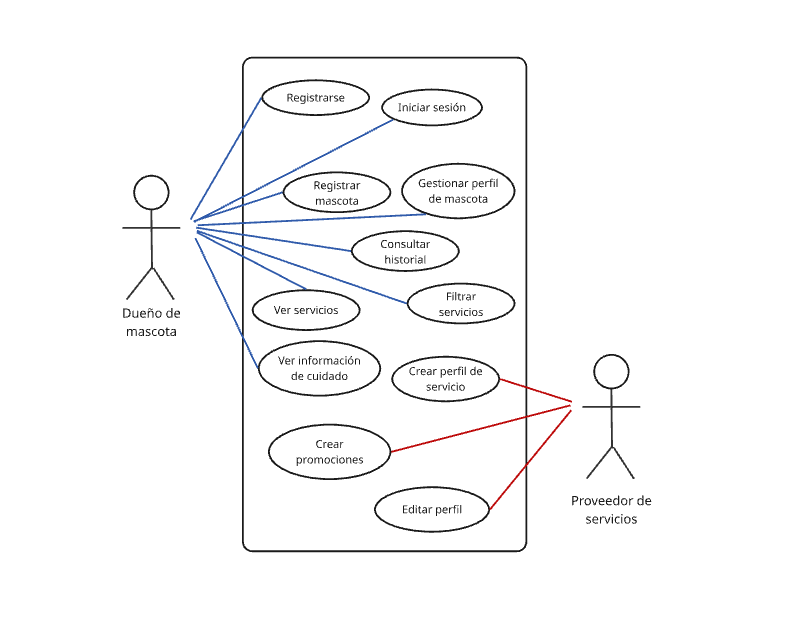 Registrarse
Iniciar sesión
Registrar
mascota
Gestionar perfil
de mascota
Consultar
historial
Ver servicios
Filtrar
servicios
Dueño de
mascota
Ver información
de cuidado
Crear perfil de
servicio
Crear
promociones
Editar perfil
Proveedor de
servicios